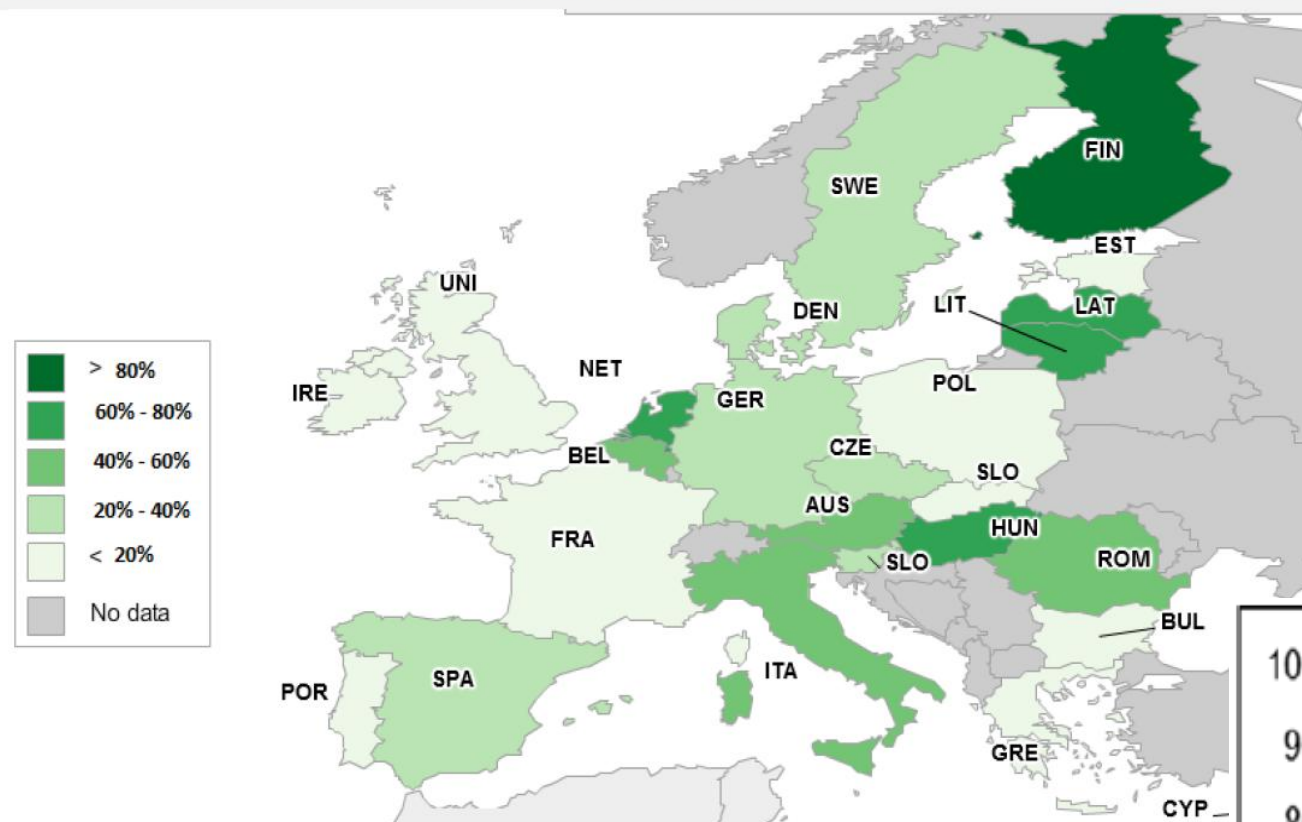 FIN
SWE
EST
UNI
DEN
LIT
LAT
NET
> 80%
IRE
POL
GER
60% - 80%
CZE
BEL
40% - 60%
SLO
AUS
20% - 40%
HUN
FRA
< 20%
ROM
SLO
No data
BUL
10
ITA
SPA
POR
9
GRE
CYP